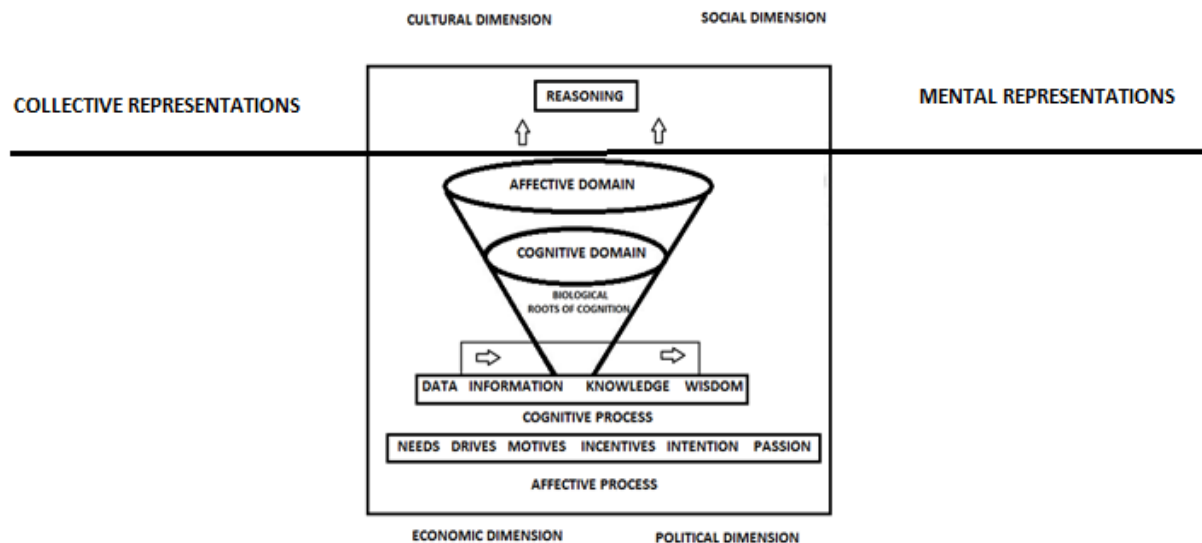 CULTURAL DIMENSION
SOCIAL DIMENSION
REASONING
COLLECTIVE REPRESENTATIONS
MENTAL REPRESENTATIONS
AFFECTIVE DOMAIN
COGNITIVE DOMAIN
BIOLOGICAL
ROOTS OF COGNITION
DATA INFORMATION KNOWLEDGE WISDOM
COGNITIVE PROCESS
NEEDS DRIVES MOTIVES INCENTIVES INTENTION PASSION
AFFECTIVE PROCESS
ECONOMIC DIMENSION
POLITICAL DIMENSION